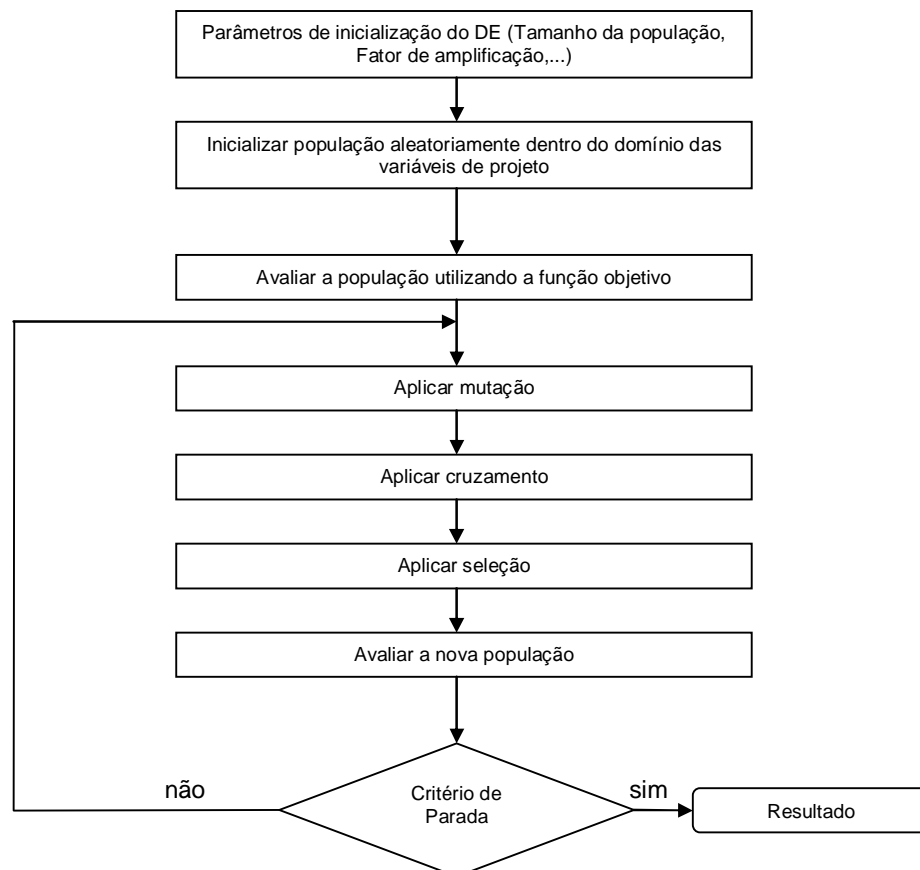 Parâmetros de inicialização do DE (Tamanho da população,
Fator de amplificação,...)
Inicializar população aleatoriamente dentro do domínio das
variáveis de projeto
Avaliar a população utilizando a função objetivo
Aplicar mutação
Aplicar cruzamento
Aplicar seleção
Avaliar a nova população
não
Critério de
Parada
sim
Resultado